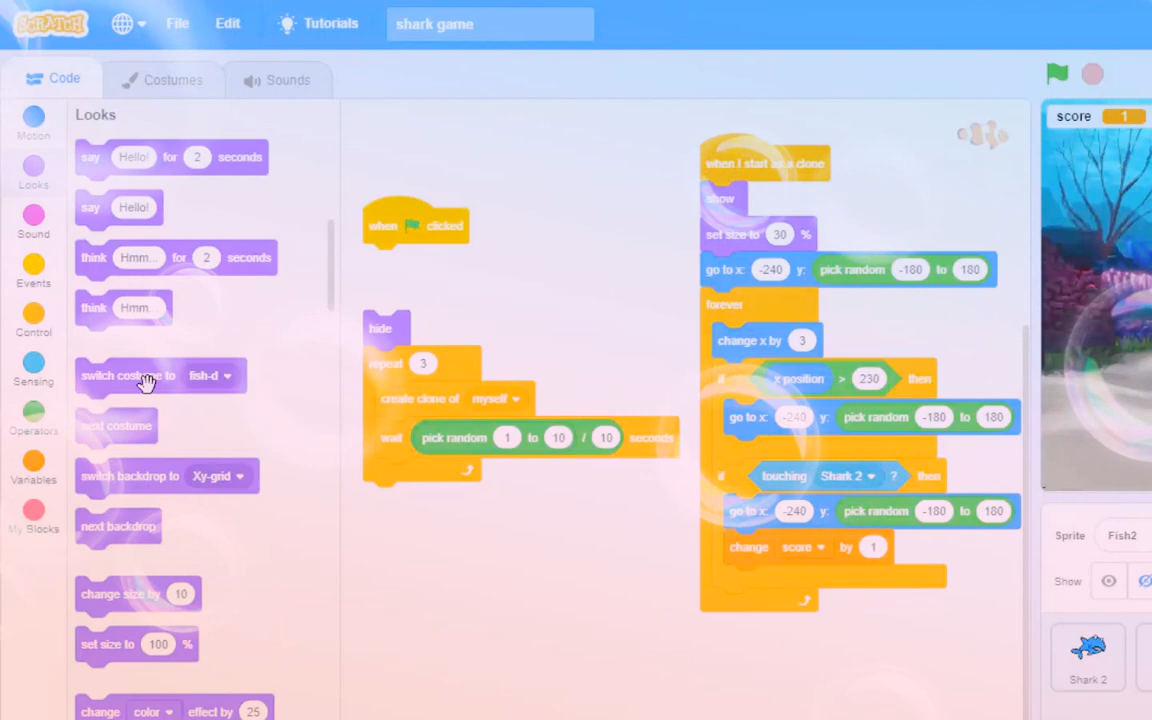 SCRATCH File Edit Tutorials shark game
Code Costumes Sounds
Motion
Looks
Sound
Events
Control
Sensing
Operators
Variables
My Blocks
Looks
say Hello! for 2 seconds
say Hello!
think Hmm... for 2 seconds
think Hmm...
switch costume to fish-d
next costume
switch backdrop to Xy-grid
next backdrop
change size by 10
set size to 100 %
change color effect by 25
when clicked
hide
repeat 3
create clone of myself
wait pick random 1 to 10 / 10 seconds
when I start as a clone
show
set size to 30 %
go to x: -240 y: pick random -180 to 180
forever
change x by 3
if x position > 230 then
go to x: -240 y: pick random -180 to 180
if touching Shark 2 ? then
go to x: -240 y: pick random -180 to 180
change score by 1
score 1
Sprite Fish2
Show
Shark 2